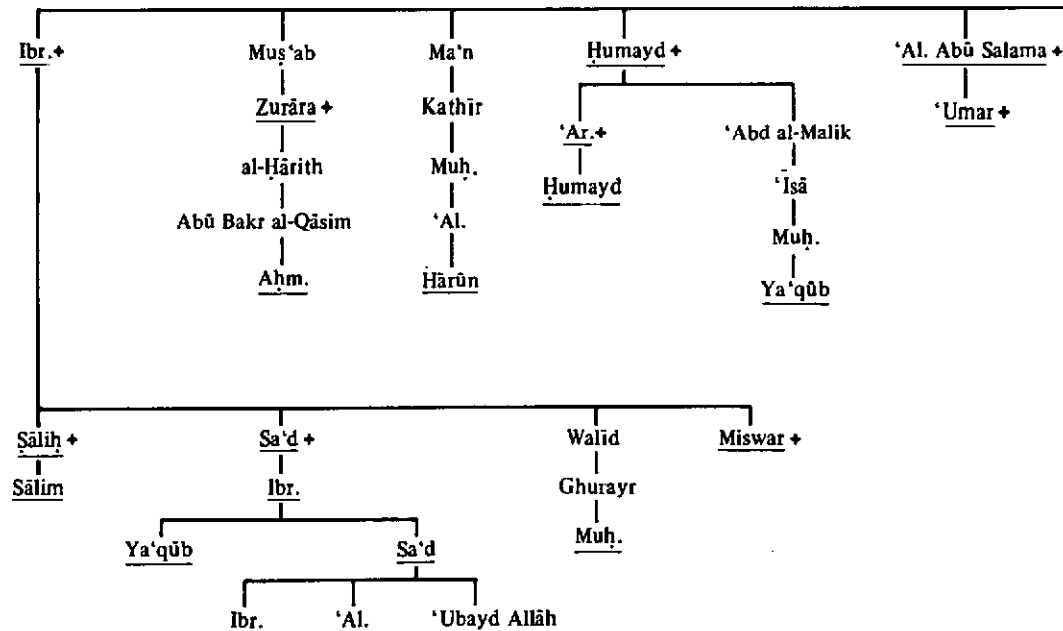 Ibr.+ Muṣ‘ab Ma‘n Ḥumayd + ‘Al. Abû Salama +
Zurāra + Kathīr ‘Ar.+ ‘Abd al-Malik ‘Umar +
al-Ḥārith Muḥ. Ḥumayd ‘Īsā
Abū Bakr al-Qāsim ‘Al. Muḥ.
Aḥm. Hārūn Ya‘qūb
Ṣāliḥ + Sa‘d + Walīd Miswar +
Sālim Ibr. Ghurayr
Ya‘qūb Sa‘d Muḥ.
Ibr. ‘Al. ‘Ubayd Allāh